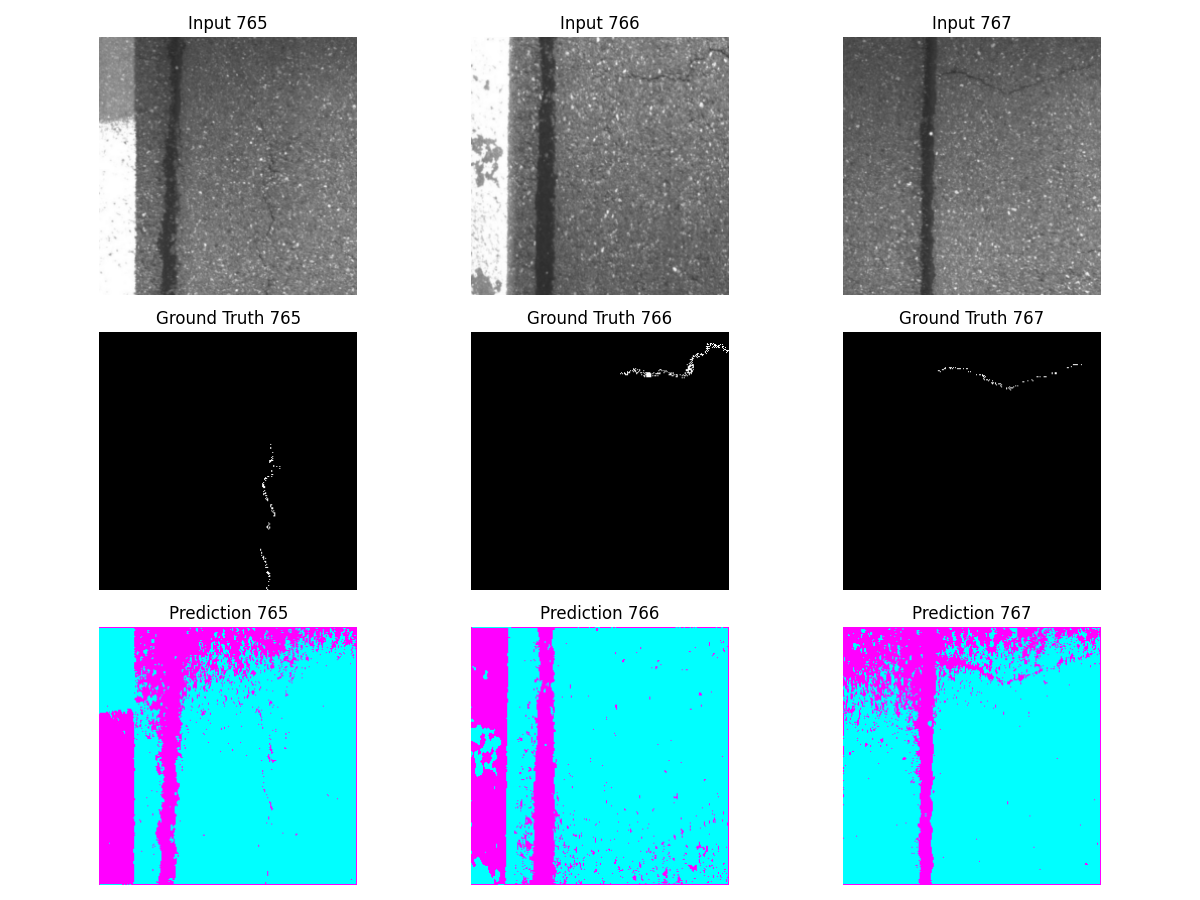 Input 765
Input 766
Input 767
Ground Truth 765
Ground Truth 766
Ground Truth 767
Prediction 765
Prediction 766
Prediction 767